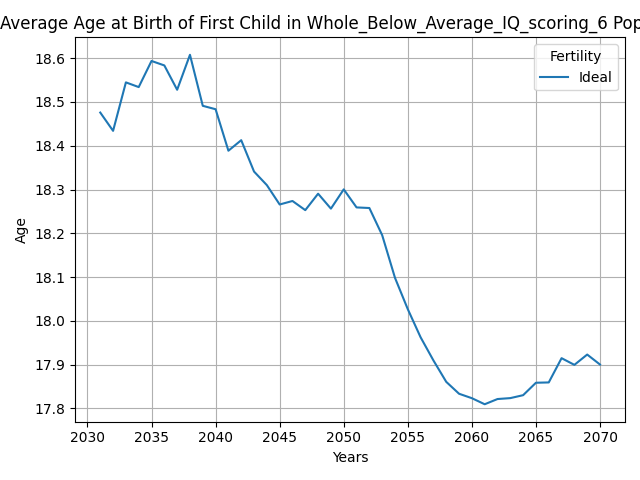 Average Age at Birth of First Child in Whole_Below_Average_IQ_scoring_6 Pop
Fertility
Ideal
18.6
18.5
18.4
18.3
18.2
18.1
18.0
17.9
17.8
Age
2030 2035 2040 2045 2050 2055 2060 2065 2070
Years